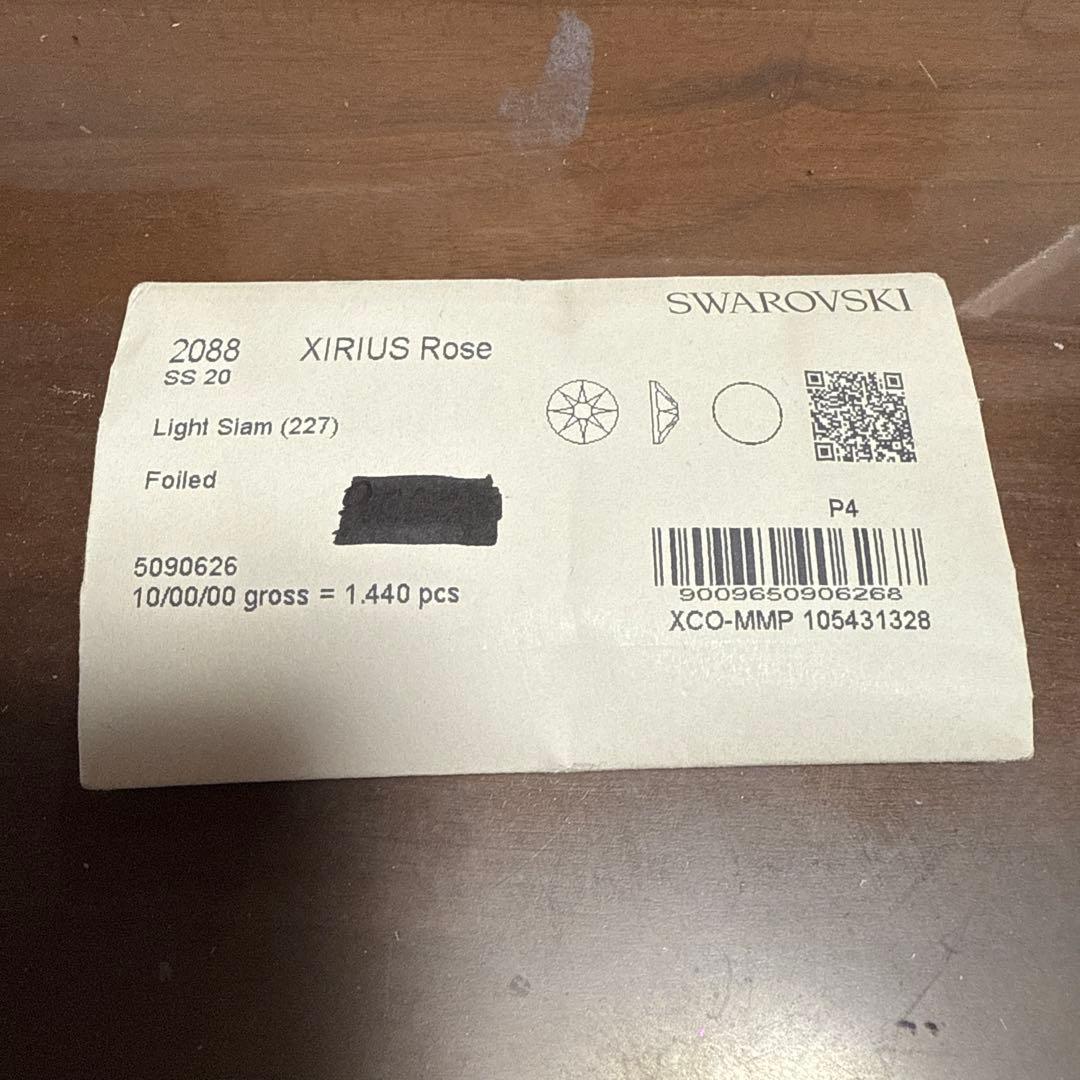 SWAROVSKI
2088 XIRIUS Rose
SS 20
Light Siam (227)
Foiled
P4
5090626
10/00/00 gross = 1.440 pcs
9009650906268
XCO-MMP 105431328